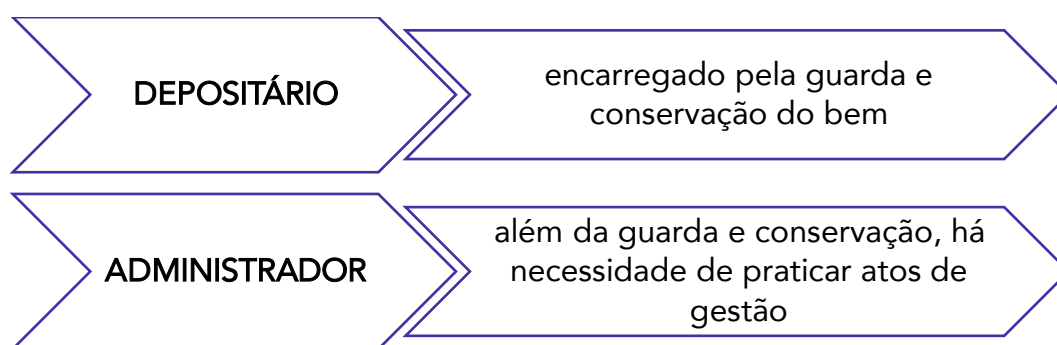 DEPOSITÁRIO
encarregado pela guarda e
conservação do bem
ADMINISTRADOR
além da guarda e conservação, há
necessidade de praticar atos de
gestão